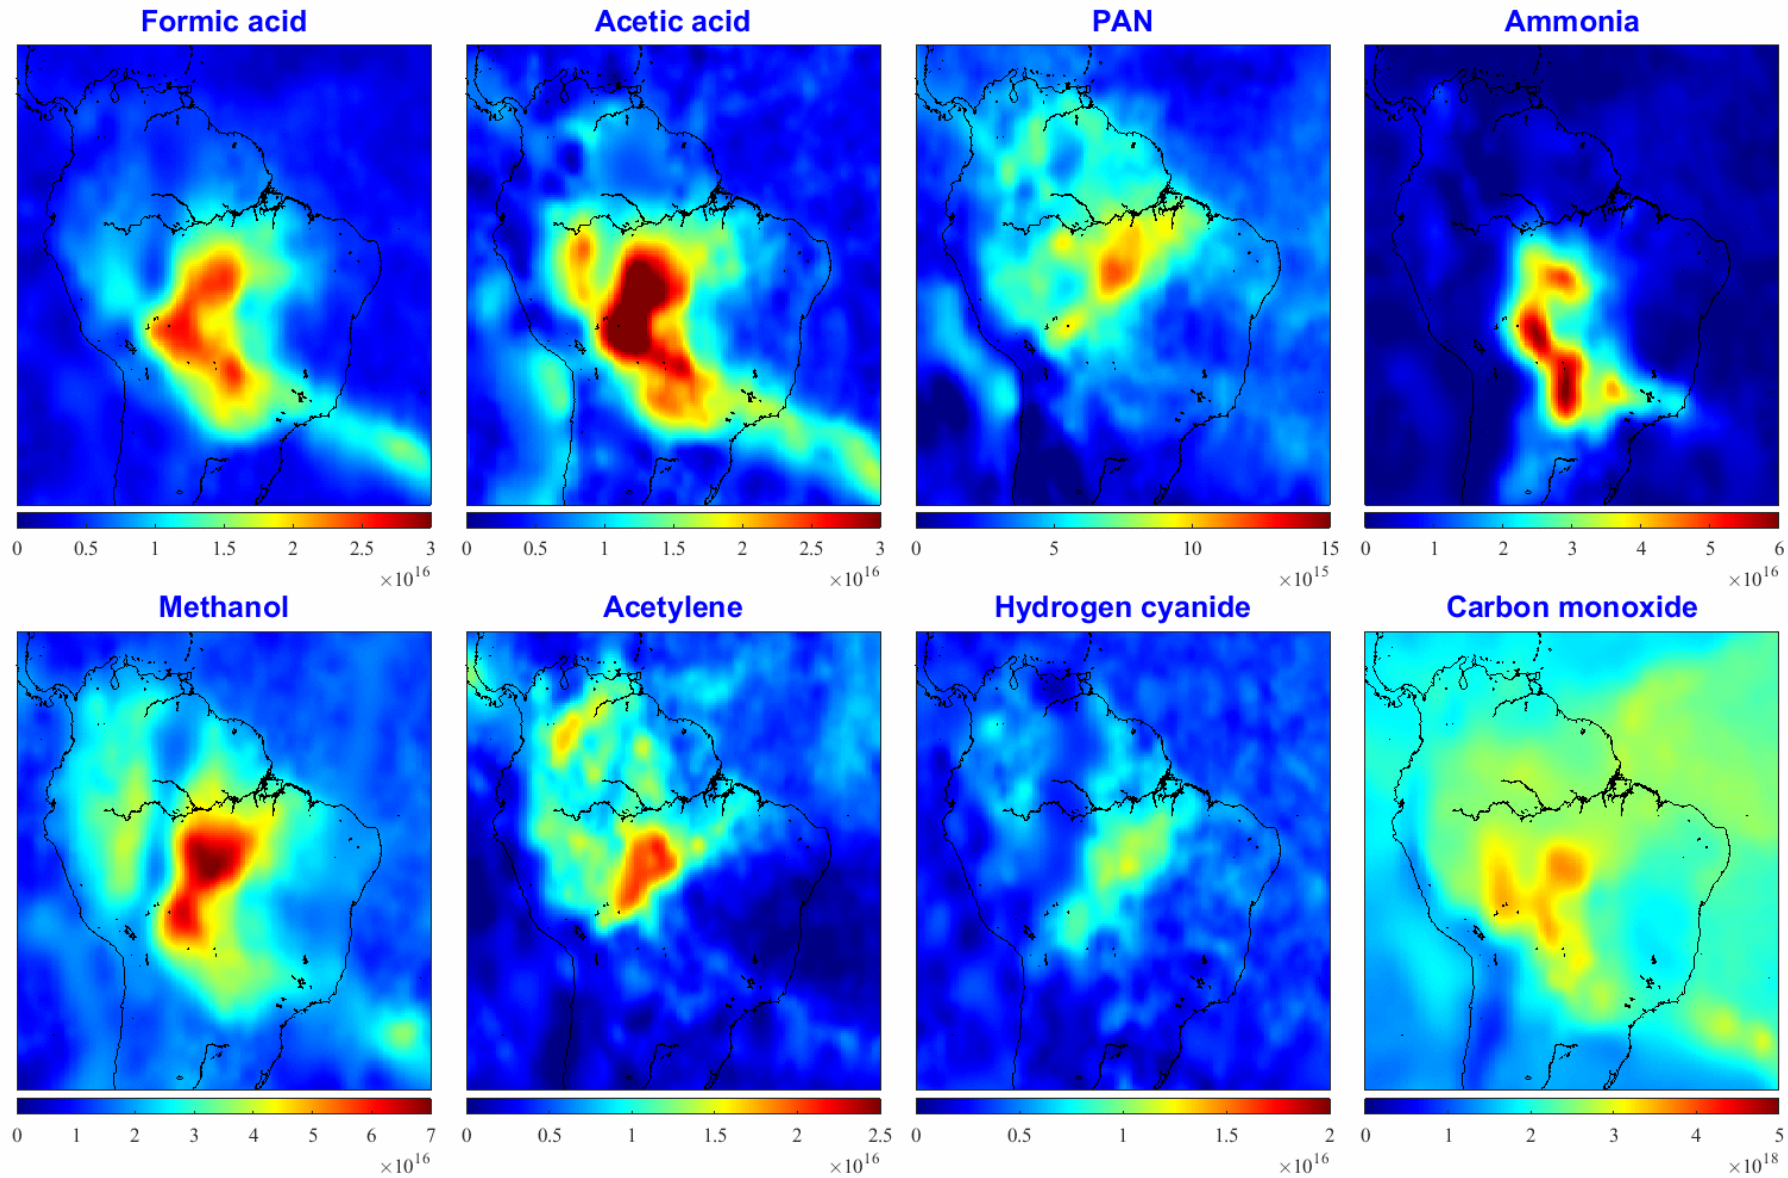 Formic acid Acetic acid PAN Ammonia
0 0.5 1 1.5 2 2.5 3 0 0.5 1 1.5 2 2.5 3 0 5 10 15 0 1 2 3 4 5 6
×10^16 ×10^16 ×10^15 ×10^16
Methanol Acetylene Hydrogen cyanide Carbon monoxide
0 1 2 3 4 5 6 7 0 0.5 1 1.5 2 2.5 0 0.5 1 1.5 2 0 1 2 3 4 5
×10^16 ×10^16 ×10^16 ×10^18